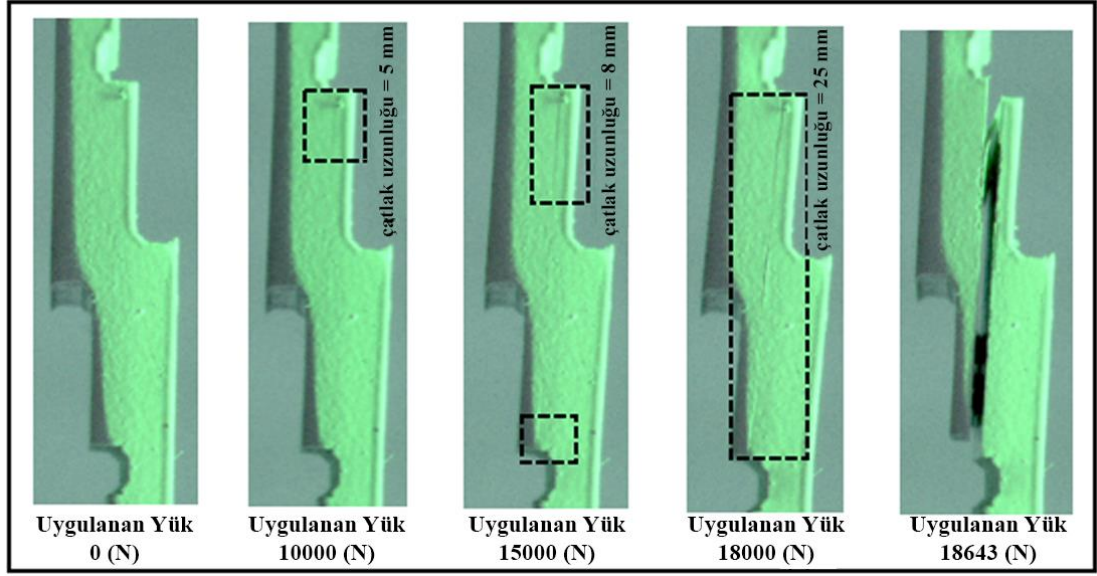 çatlak uzunluğu = 5 mm
çatlak uzunluğu = 8 mm
çatlak uzunluğu = 25 mm
Uygulanan Yük
0 (N)
Uygulanan Yük
10000 (N)
Uygulanan Yük
15000 (N)
Uygulanan Yük
18000 (N)
Uygulanan Yük
18643 (N)